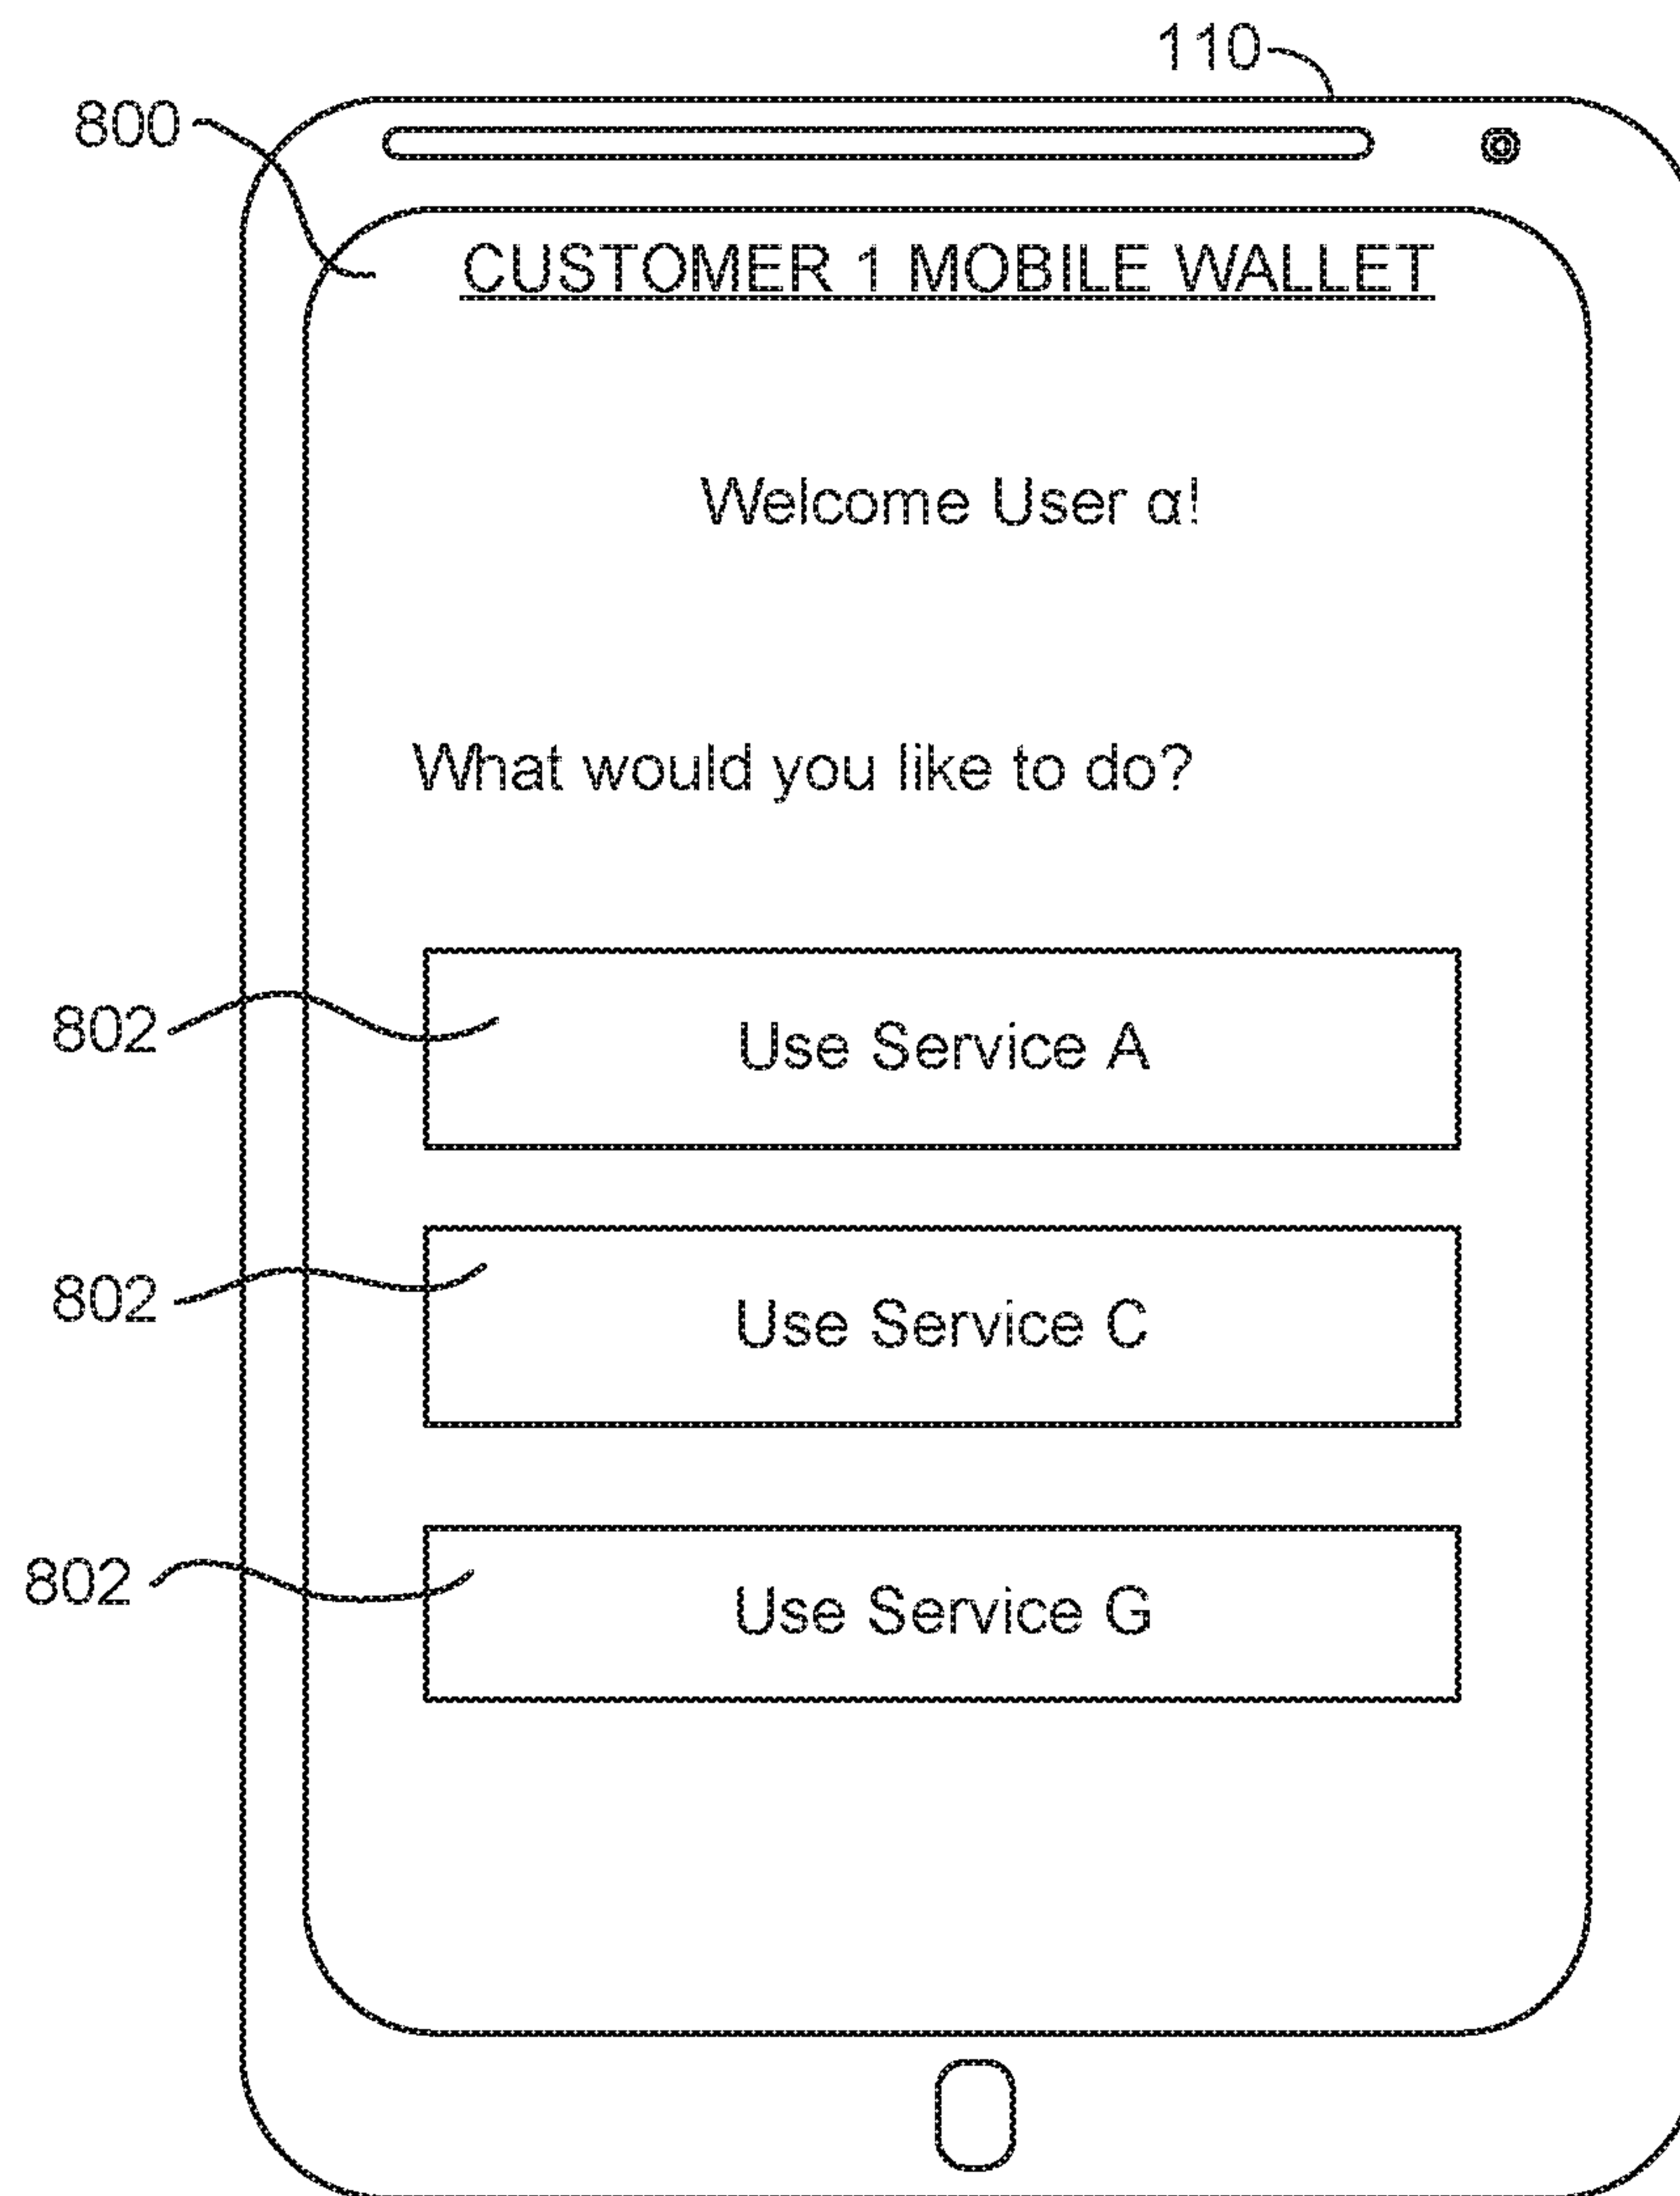 110
800
CUSTOMER 1 MOBILE WALLET
Welcome User α!
What would you like to do?
802
Use Service A
802
Use Service C
802
Use Service G